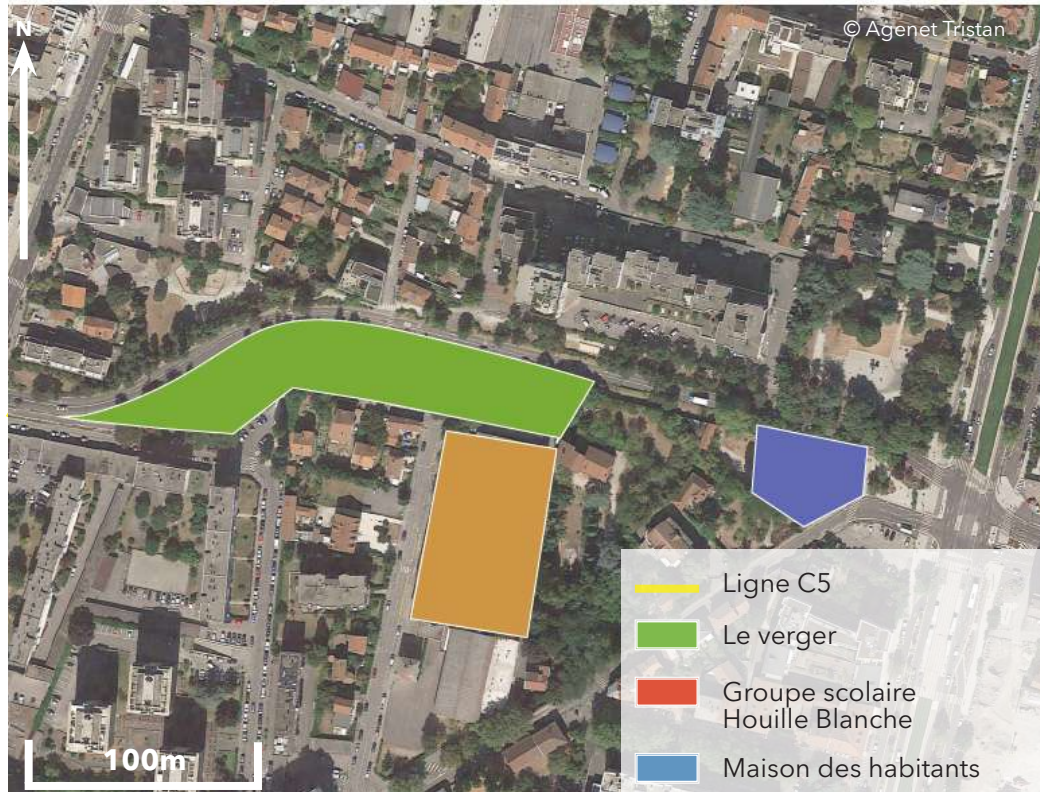 N
© Agenet Tristan
Ligne C5
Le verger
Groupe scolaire
Houille Blanche
Maison des habitants
100m